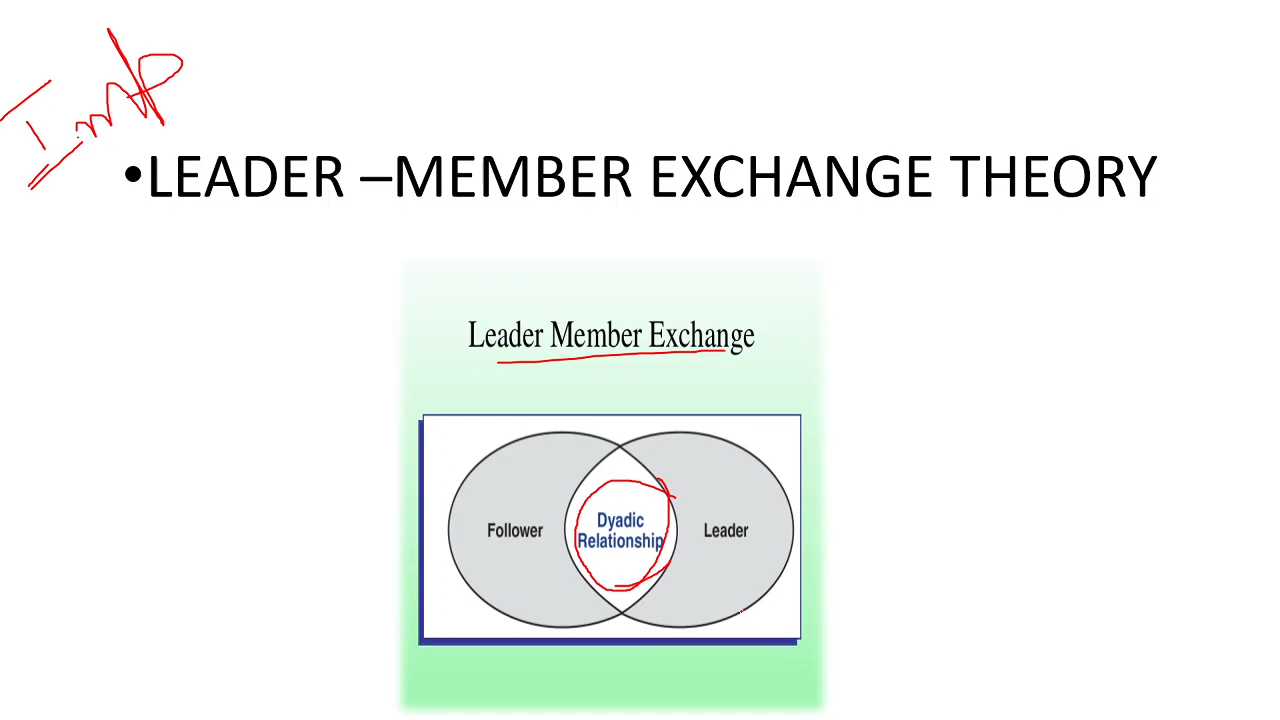 Imp
•LEADER –MEMBER EXCHANGE THEORY
Leader Member Exchange
Follower
Dyadic
Relationship
Leader